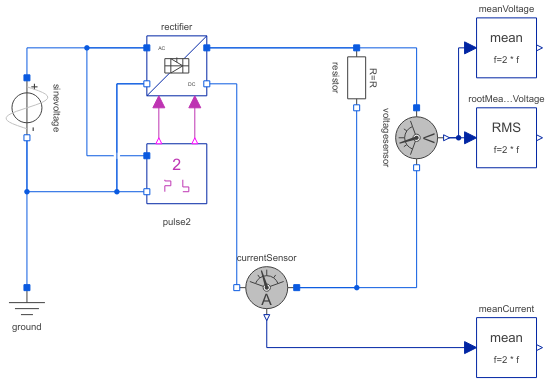 meanVoltage
mean
f=2 * f
rectifier
AC
DC
sinevoltage
+
-
resistor
R=R
rootMea...Voltage
RMS
f=2 * f
voltagesensor
V
2
pulse2
currentSensor
A
ground
meanCurrent
mean
f=2 * f